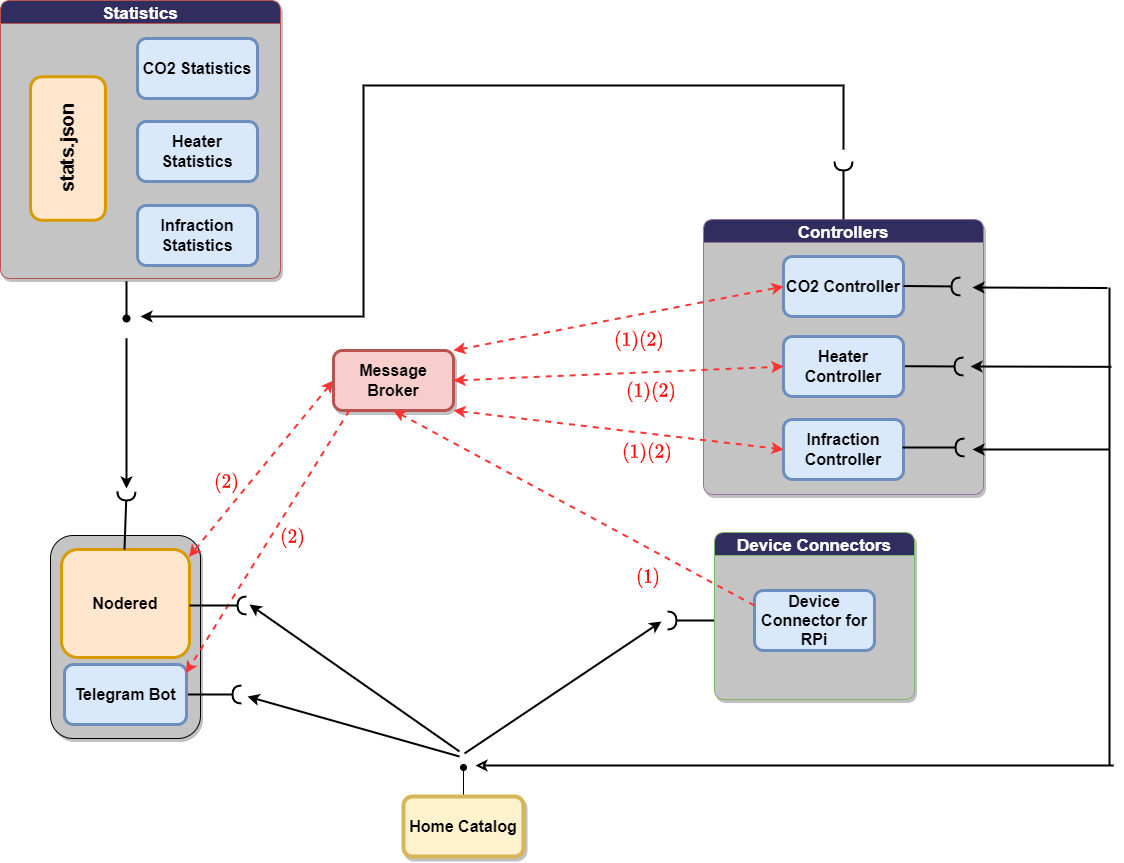 Statistics
stats.json
CO2 Statistics
Heater
Statistics
Infraction
Statistics
Controllers
CO2 Controller
Heater
Controller
Infraction
Controller
(1)(2)
(1)(2)
(1)(2)
Message
Broker
(2)
(2)
(1)
Device Connectors
Device
Connector for
RPi
Nodered
Telegram Bot
Home Catalog